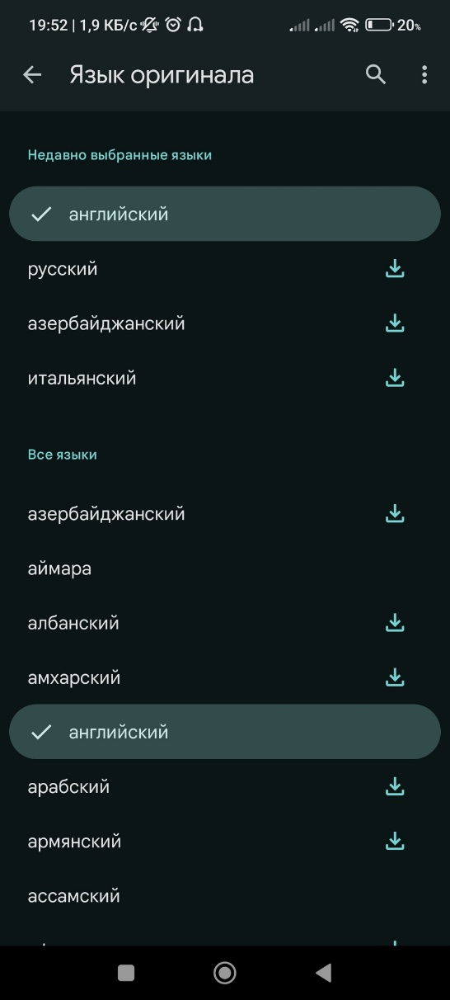 19:52 | 1,9 КБ/с 20%
Язык оригинала
Недавно выбранные языки
английский
русский
азербайджанский
итальянский
Все языки
азербайджанский
аймара
албанский
амхарский
английский
арабский
армянский
ассамский